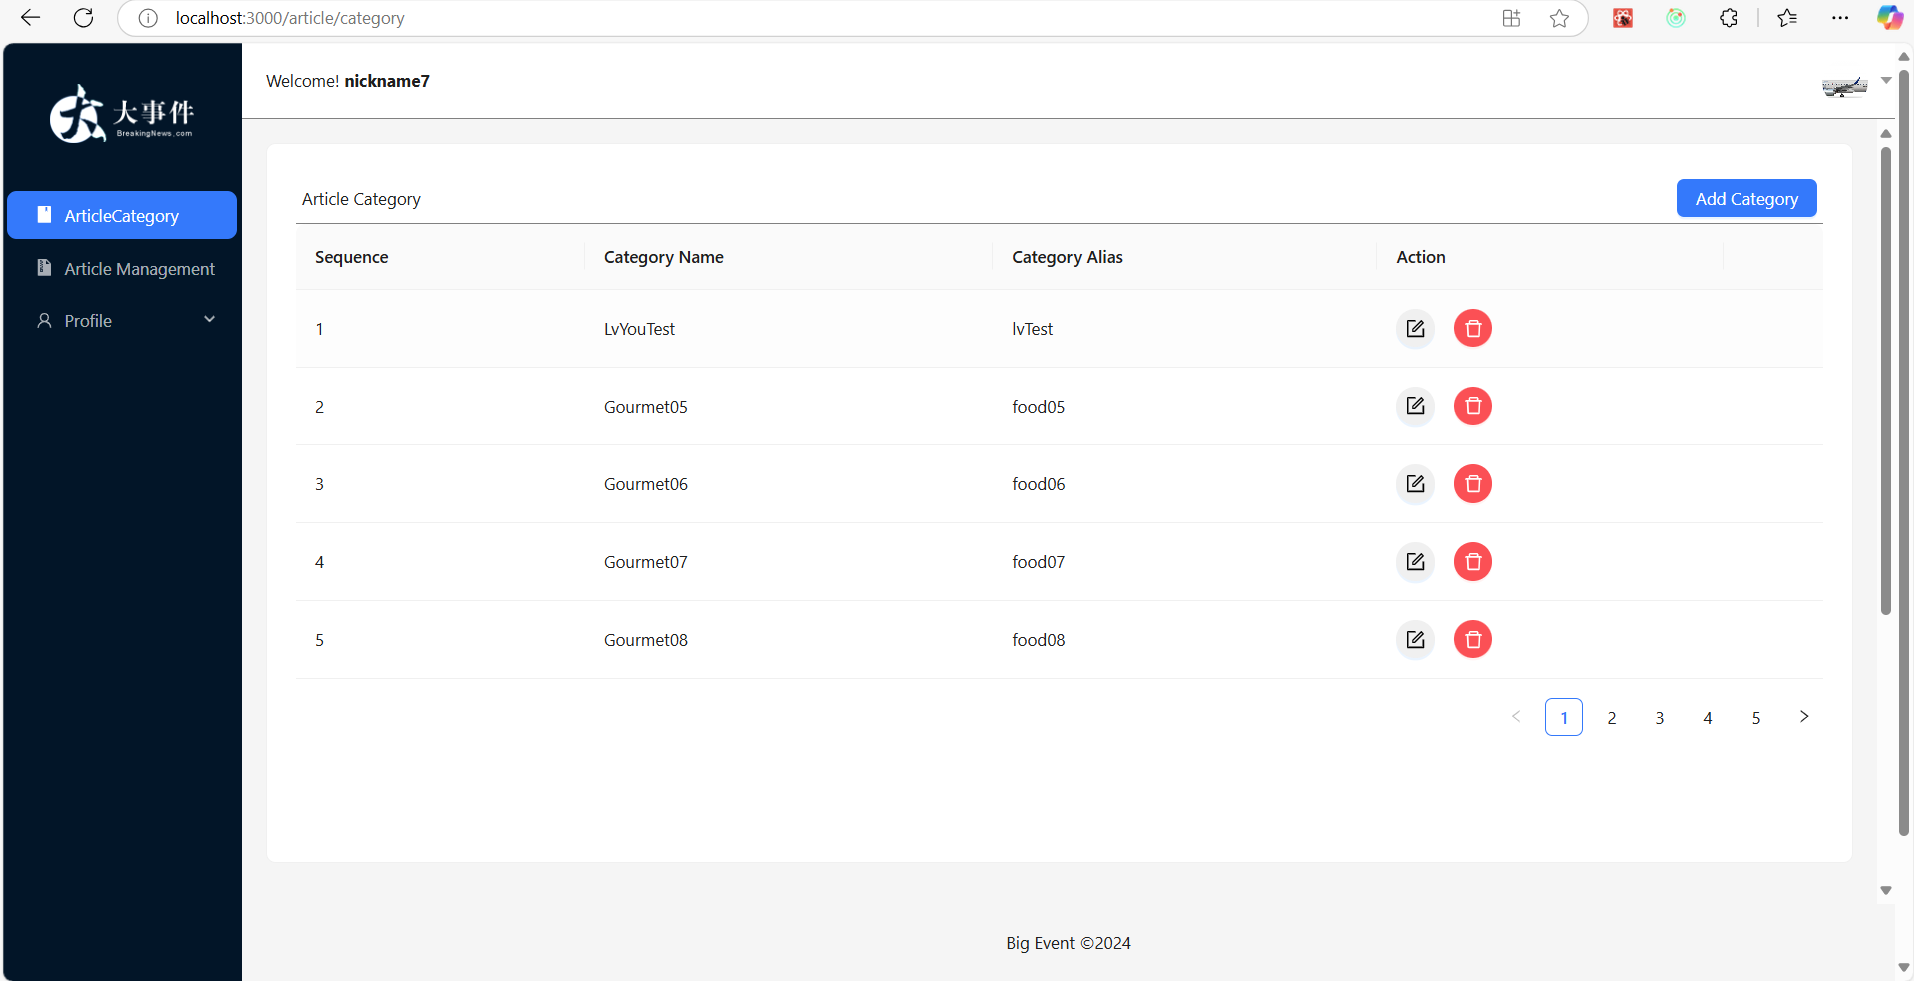 localhost:3000/article/category
大事件
BreakingNews.com
Welcome! nickname7
ArticleCategory
Article Management
Profile
Article Category
Add Category
Sequence Category Name Category Alias Action
1 LvYouTest lvTest
2 Gourmet05 food05
3 Gourmet06 food06
4 Gourmet07 food07
5 Gourmet08 food08
1 2 3 4 5
Big Event ©2024